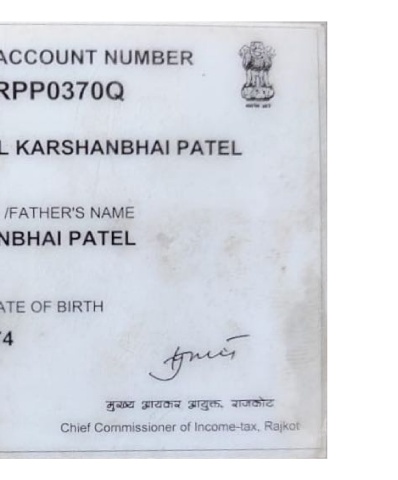 ACCOUNT NUMBER
RPP0370Q
L KARSHANBHAI PATEL
/FATHER'S NAME
NBHAI PATEL
ATE OF BIRTH
4
मुख्य आयकर आयुक्त, राजकोट
Chief Commissioner of Income-tax, Rajkot